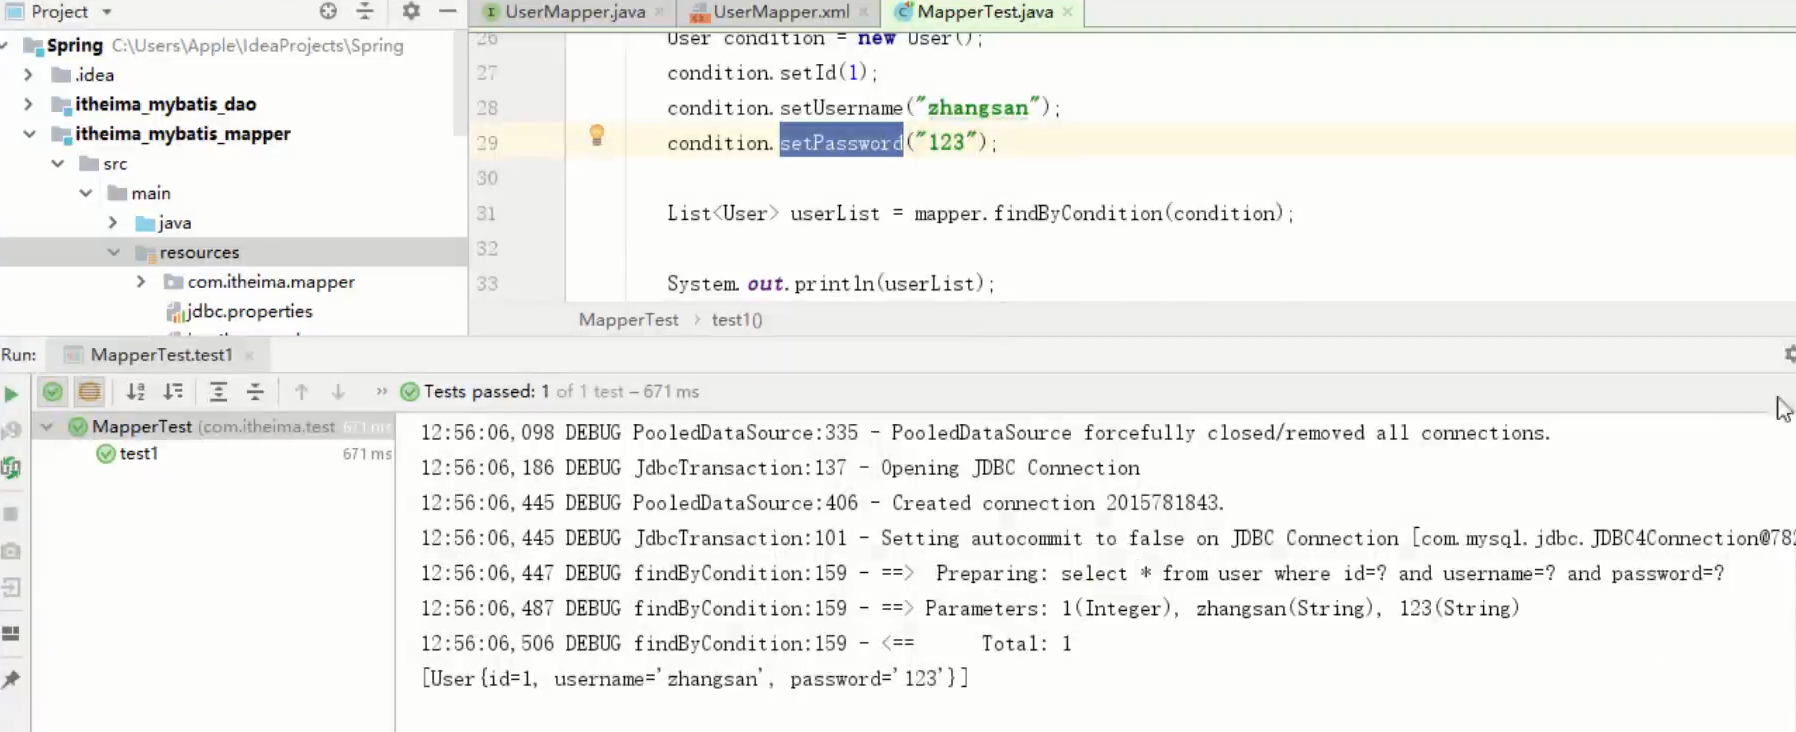 Project
UserMapper.java
UserMapper.xml
MapperTest.java
Spring C:\Users\Apple\IdeaProjects\Spring
.idea
itheima_mybatis_dao
itheima_mybatis_mapper
src
main
java
resources
com.itheima.mapper
jdbc.properties
26 User condition = new User();
27 condition.setId(1);
28 condition.setUsername("zhangsan");
29 condition.setPassword("123");
30
31 List<User> userList = mapper.findByCondition(condition);
32
33 System.out.println(userList);
MapperTest > test1()
Run: MapperTest.test1
>> Tests passed: 1 of 1 test – 671 ms
MapperTest (com.itheima.test 671 ms
test1 671 ms
12:56:06,098 DEBUG PooledDataSource:335 - PooledDataSource forcefully closed/removed all connections.
12:56:06,186 DEBUG JdbcTransaction:137 - Opening JDBC Connection
12:56:06,445 DEBUG PooledDataSource:406 - Created connection 2015781843.
12:56:06,445 DEBUG JdbcTransaction:101 - Setting autocommit to false on JDBC Connection [com.mysql.jdbc.JDBC4Connection@782
12:56:06,447 DEBUG findByCondition:159 - ==>  Preparing: select * from user where id=? and username=? and password=?
12:56:06,487 DEBUG findByCondition:159 - ==> Parameters: 1(Integer), zhangsan(String), 123(String)
12:56:06,506 DEBUG findByCondition:159 - <==      Total: 1
[User{id=1, username='zhangsan', password='123'}]